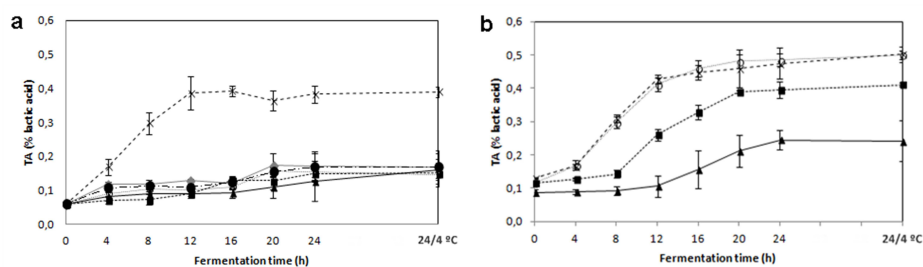 a
TA (% lactic acid)
0,6
0,5
0,4
0,3
0,2
0,1
0,0
0 4 8 12 16 20 24 24/4 ºC
Fermentation time (h)
b
TA (% lactic acid)
0,6
0,5
0,4
0,3
0,2
0,1
0,0
0 4 8 12 16 20 24 24/4 ºC
Fermentation time (h)